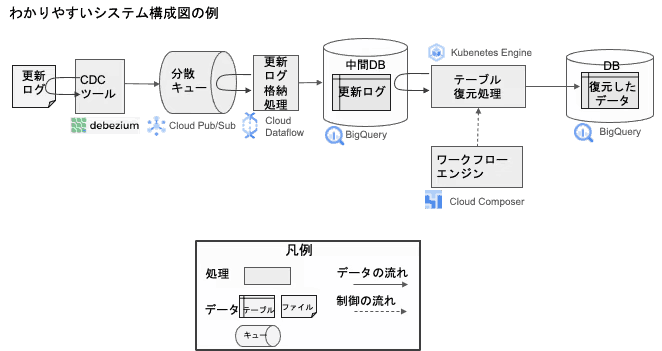 わかりやすいシステム構成図の例
更新
ログ
CDC
ツール
debezium
分散
キュー
Cloud Pub/Sub
更新
ログ
格納
処理
Cloud
Dataflow
中間DB
更新ログ
BigQuery
Kubenetes Engine
テーブル
復元処理
DB
復元した
データ
BigQuery
ワークフロー
エンジン
Cloud Composer
凡例
処理
データの流れ
データ
テーブル
ファイル
制御の流れ
キュー